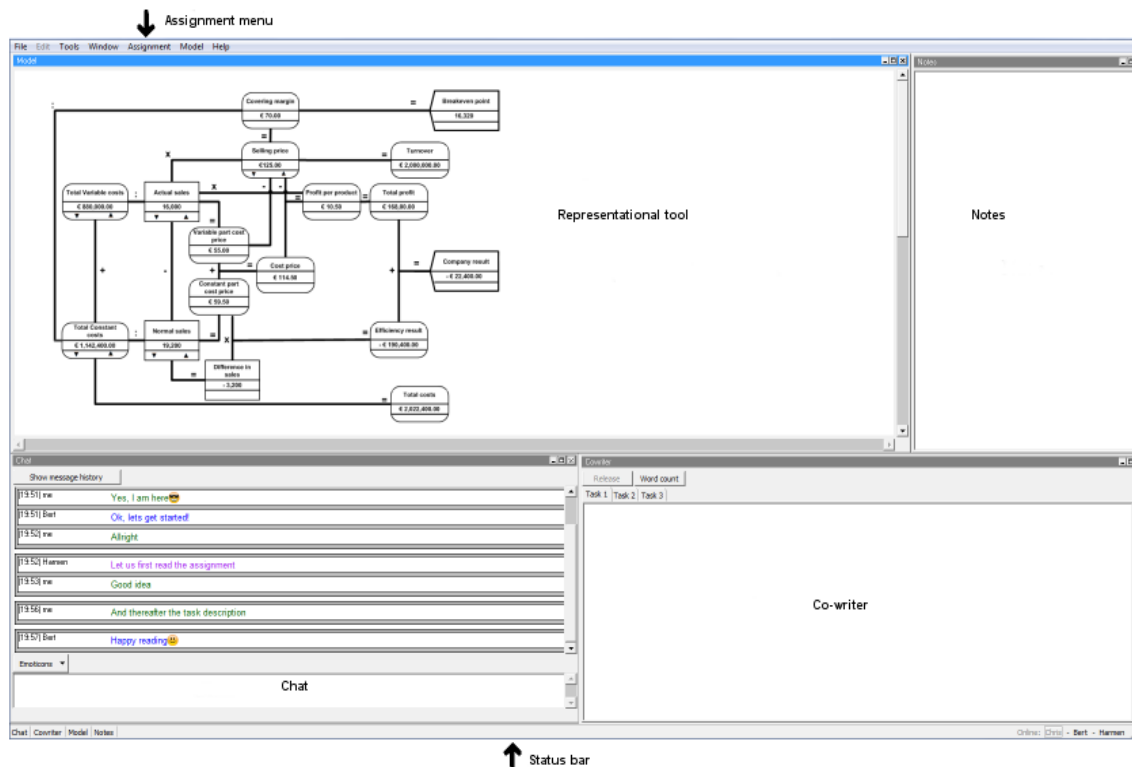 Assignment menu
File Edit Tools Window Assignment Model Help
Model
Notes
Covering margin
€ 70.00
Breakeven point
16,320
Selling price
€125.00
Turnover
€ 2,000,000.00
Total Variable costs
€ 880,000.00
Actual sales
16,000
Profit per product
€ 10.50
Total profit
€ 168,00.00
Variable part cost
price
€ 55.00
Cost price
€ 114.50
Company result
- € 22,400.00
Constant part
cost price
€ 59.50
Total Constant
costs
€ 1,142,400.00
Normal sales
19,200
Efficiency result
- € 190,400.00
Difference in
sales
- 3,200
Total costs
€ 2,022,400.00
Representational tool
Notes
Chat
Show message history
[19:51] me Yes, I am here
[19:51] Bert Ok, lets get started!
[19:52] me Allright
[19:52] Harmen Let us first read the assignment
[19:53] me Good idea
[19:56] me And thereafter the task description
[19:57] Bert Happy reading
Emoticons
Chat
Cowriter
Release Word count
Task 1 Task 2 Task 3
Co-writer
Chat Cowriter Model Notes
Online: Chris - Bert - Harmen
Status bar